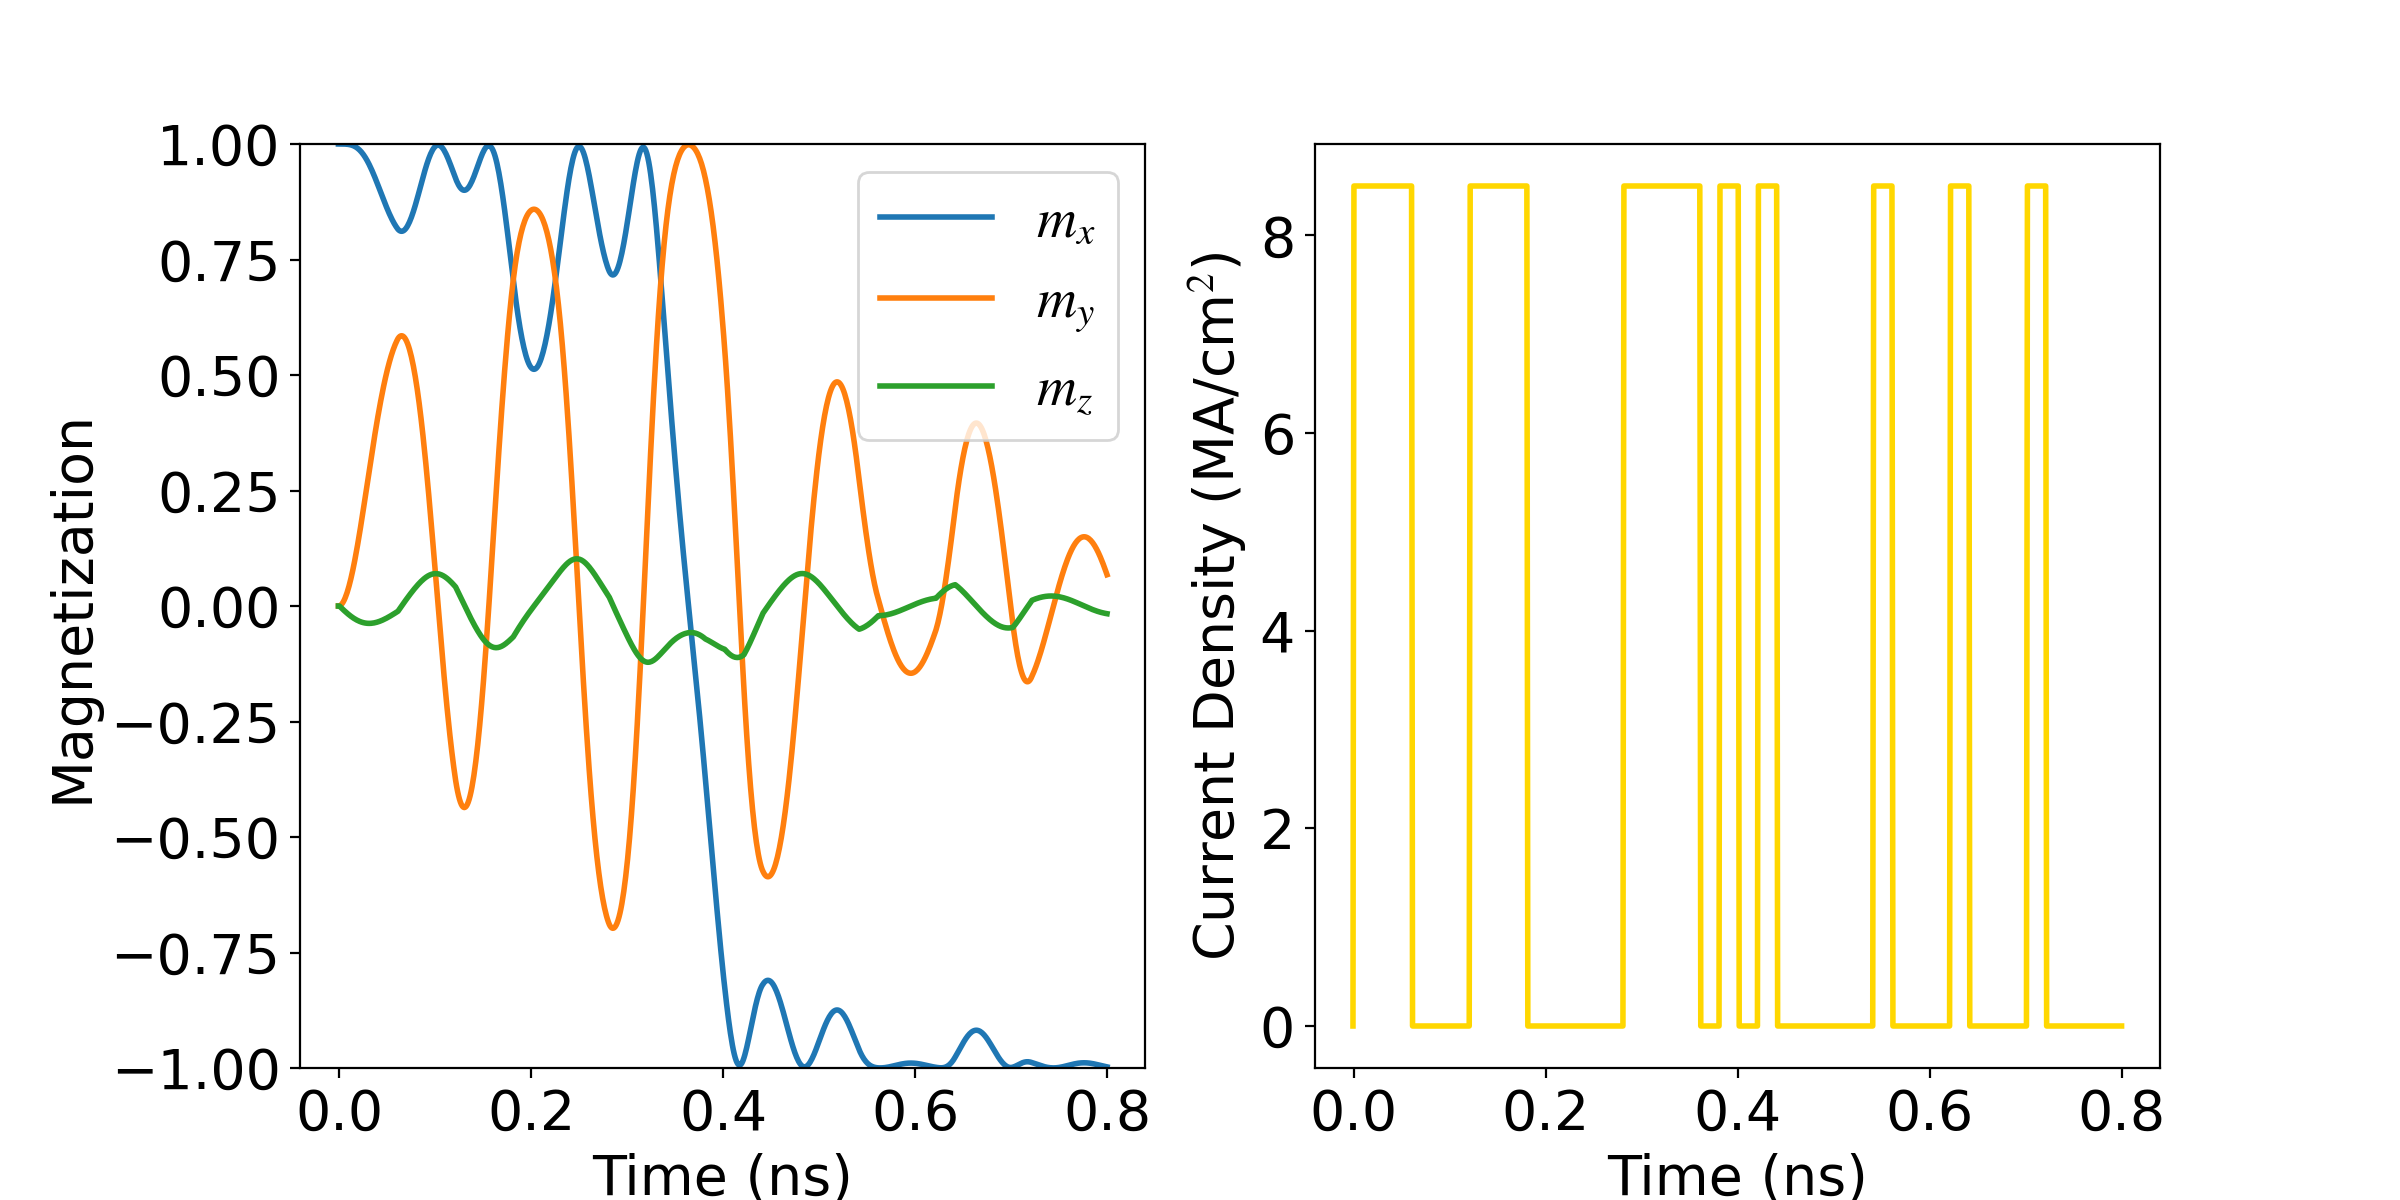 1.00
0.75
0.50
0.25
0.00
−0.25
−0.50
−0.75
−1.00
Magnetization
0.0 0.2 0.4 0.6 0.8
Time (ns)
m_x
m_y
m_z
8
6
4
2
0
Current Density (MA/cm²)
0.0 0.2 0.4 0.6 0.8
Time (ns)